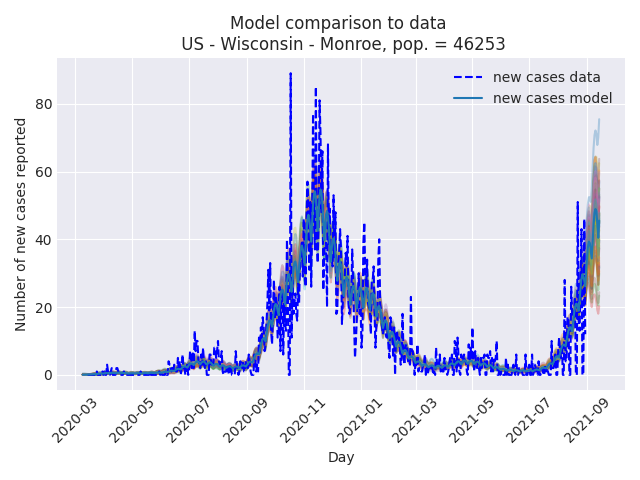 Model comparison to data
US - Wisconsin - Monroe, pop. = 46253
new cases data
new cases model
Number of new cases reported
80
60
40
20
0
2020-03
2020-05
2020-07
2020-09
2020-11
2021-01
2021-03
2021-05
2021-07
2021-09
Day